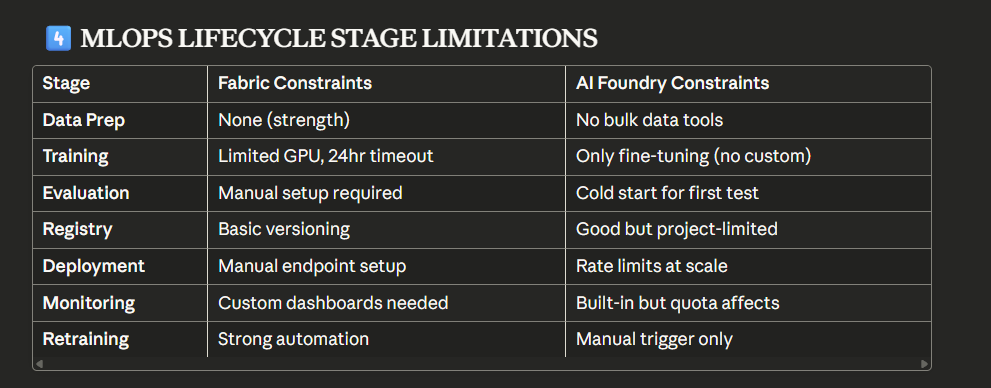 4 MLOPS LIFECYCLE STAGE LIMITATIONS
Stage Fabric Constraints AI Foundry Constraints
Data Prep None (strength) No bulk data tools
Training Limited GPU, 24hr timeout Only fine-tuning (no custom)
Evaluation Manual setup required Cold start for first test
Registry Basic versioning Good but project-limited
Deployment Manual endpoint setup Rate limits at scale
Monitoring Custom dashboards needed Built-in but quota affects
Retraining Strong automation Manual trigger only